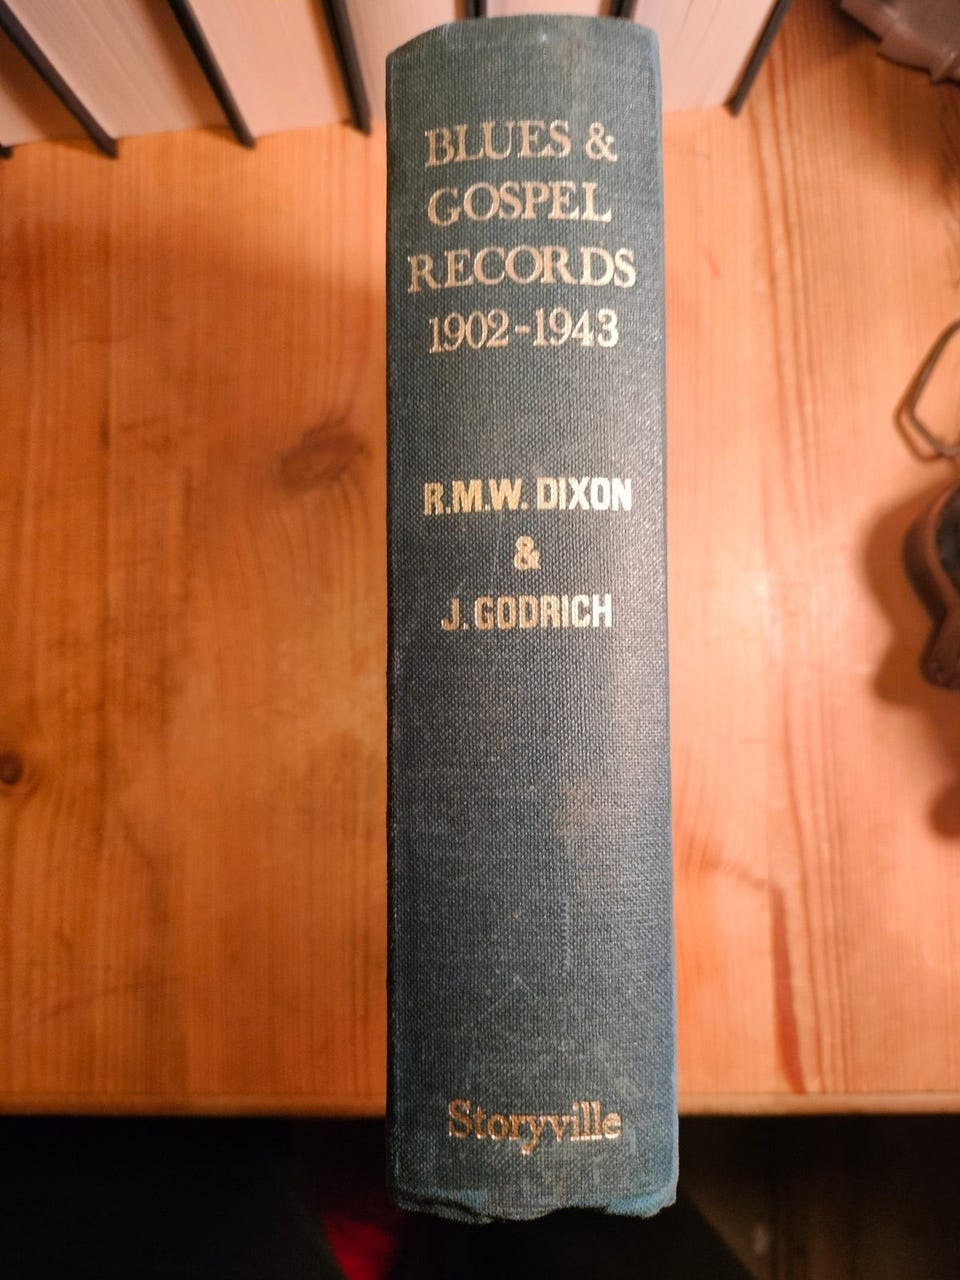 BLUES &
GOSPEL
RECORDS
1902-1943
R.M.W. DIXON
&
J. GODRICH
Storyville